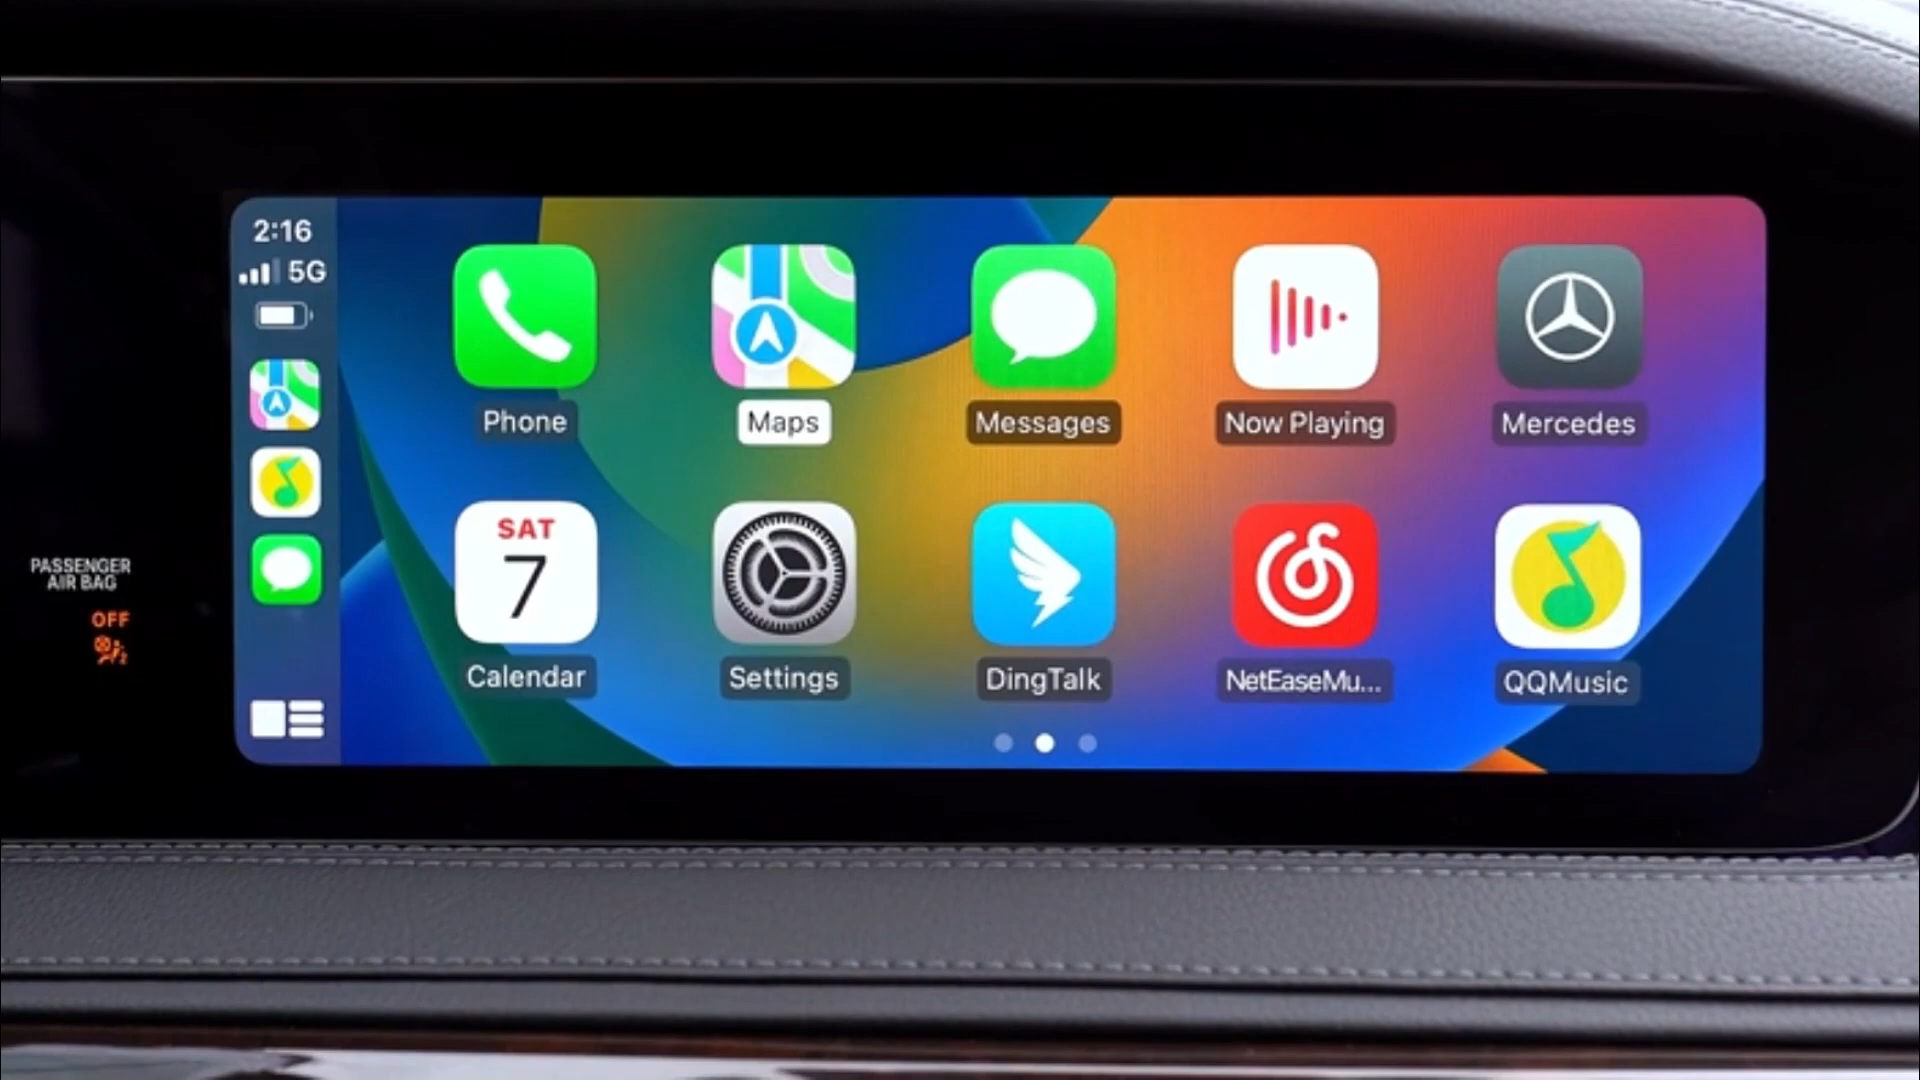 2:16
5G
Phone
Maps
Messages
Now Playing
Mercedes
SAT
7
Calendar
Settings
DingTalk
NetEaseMu...
QQMusic
PASSENGER
AIR BAG
OFF